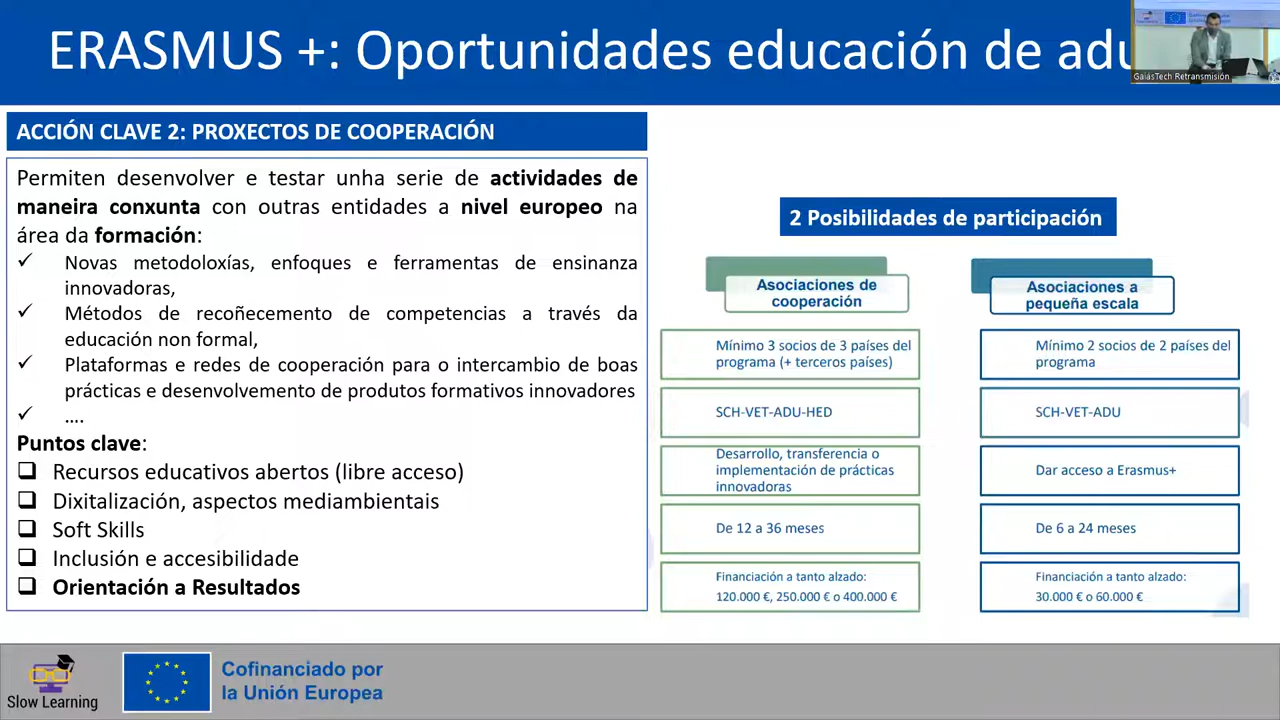 ERASMUS +: Oportunidades educación de adu
GaiásTech Retransmisión
ACCIÓN CLAVE 2: PROXECTOS DE COOPERACIÓN
Permiten desenvolver e testar unha serie de actividades de
maneira conxunta con outras entidades a nivel europeo na
área da formación:
✓ Novas metodoloxías, enfoques e ferramentas de ensinanza
innovadoras,
✓ Métodos de recoñecemento de competencias a través da
educación non formal,
✓ Plataformas e redes de cooperación para o intercambio de boas
prácticas e desenvolvemento de produtos formativos innovadores
✓ ....
Puntos clave:
❑ Recursos educativos abertos (libre acceso)
❑ Dixitalización, aspectos mediambientais
❑ Soft Skills
❑ Inclusión e accesibilidade
❑ Orientación a Resultados
2 Posibilidades de participación
Asociaciones de
cooperación
Mínimo 3 socios de 3 países del
programa (+ terceros países)
SCH-VET-ADU-HED
Desarrollo, transferencia o
implementación de prácticas
innovadoras
De 12 a 36 meses
Financiación a tanto alzado:
120.000 €, 250.000 € o 400.000 €
Asociaciones a
pequeña escala
Mínimo 2 socios de 2 países del
programa
SCH-VET-ADU
Dar acceso a Erasmus+
De 6 a 24 meses
Financiación a tanto alzado:
30.000 € o 60.000 €
Slow Learning
Cofinanciado por
la Unión Europea